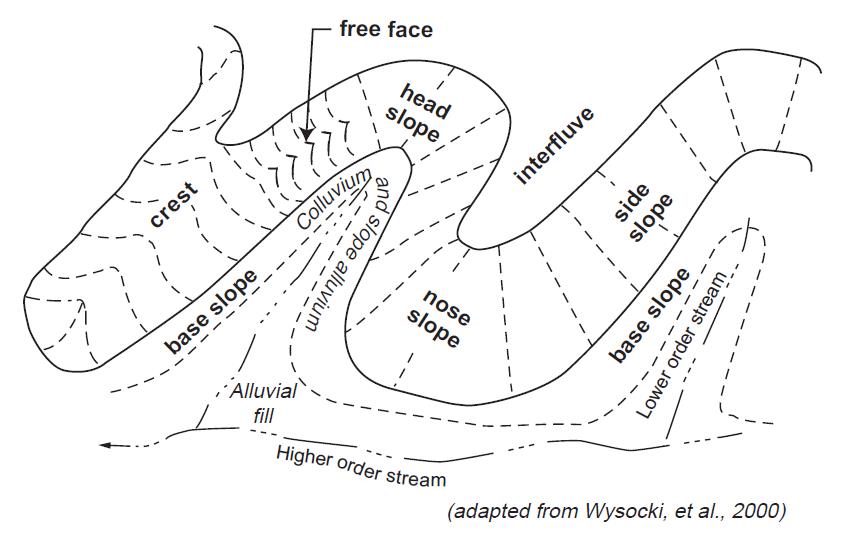 free face
head
slope
interfluve
crest
Colluvium
and slope alluvium
side
slope
base slope
nose
slope
base slope
Lower order stream
Alluvial
fill
Higher order stream
(adapted from Wysocki, et al., 2000)